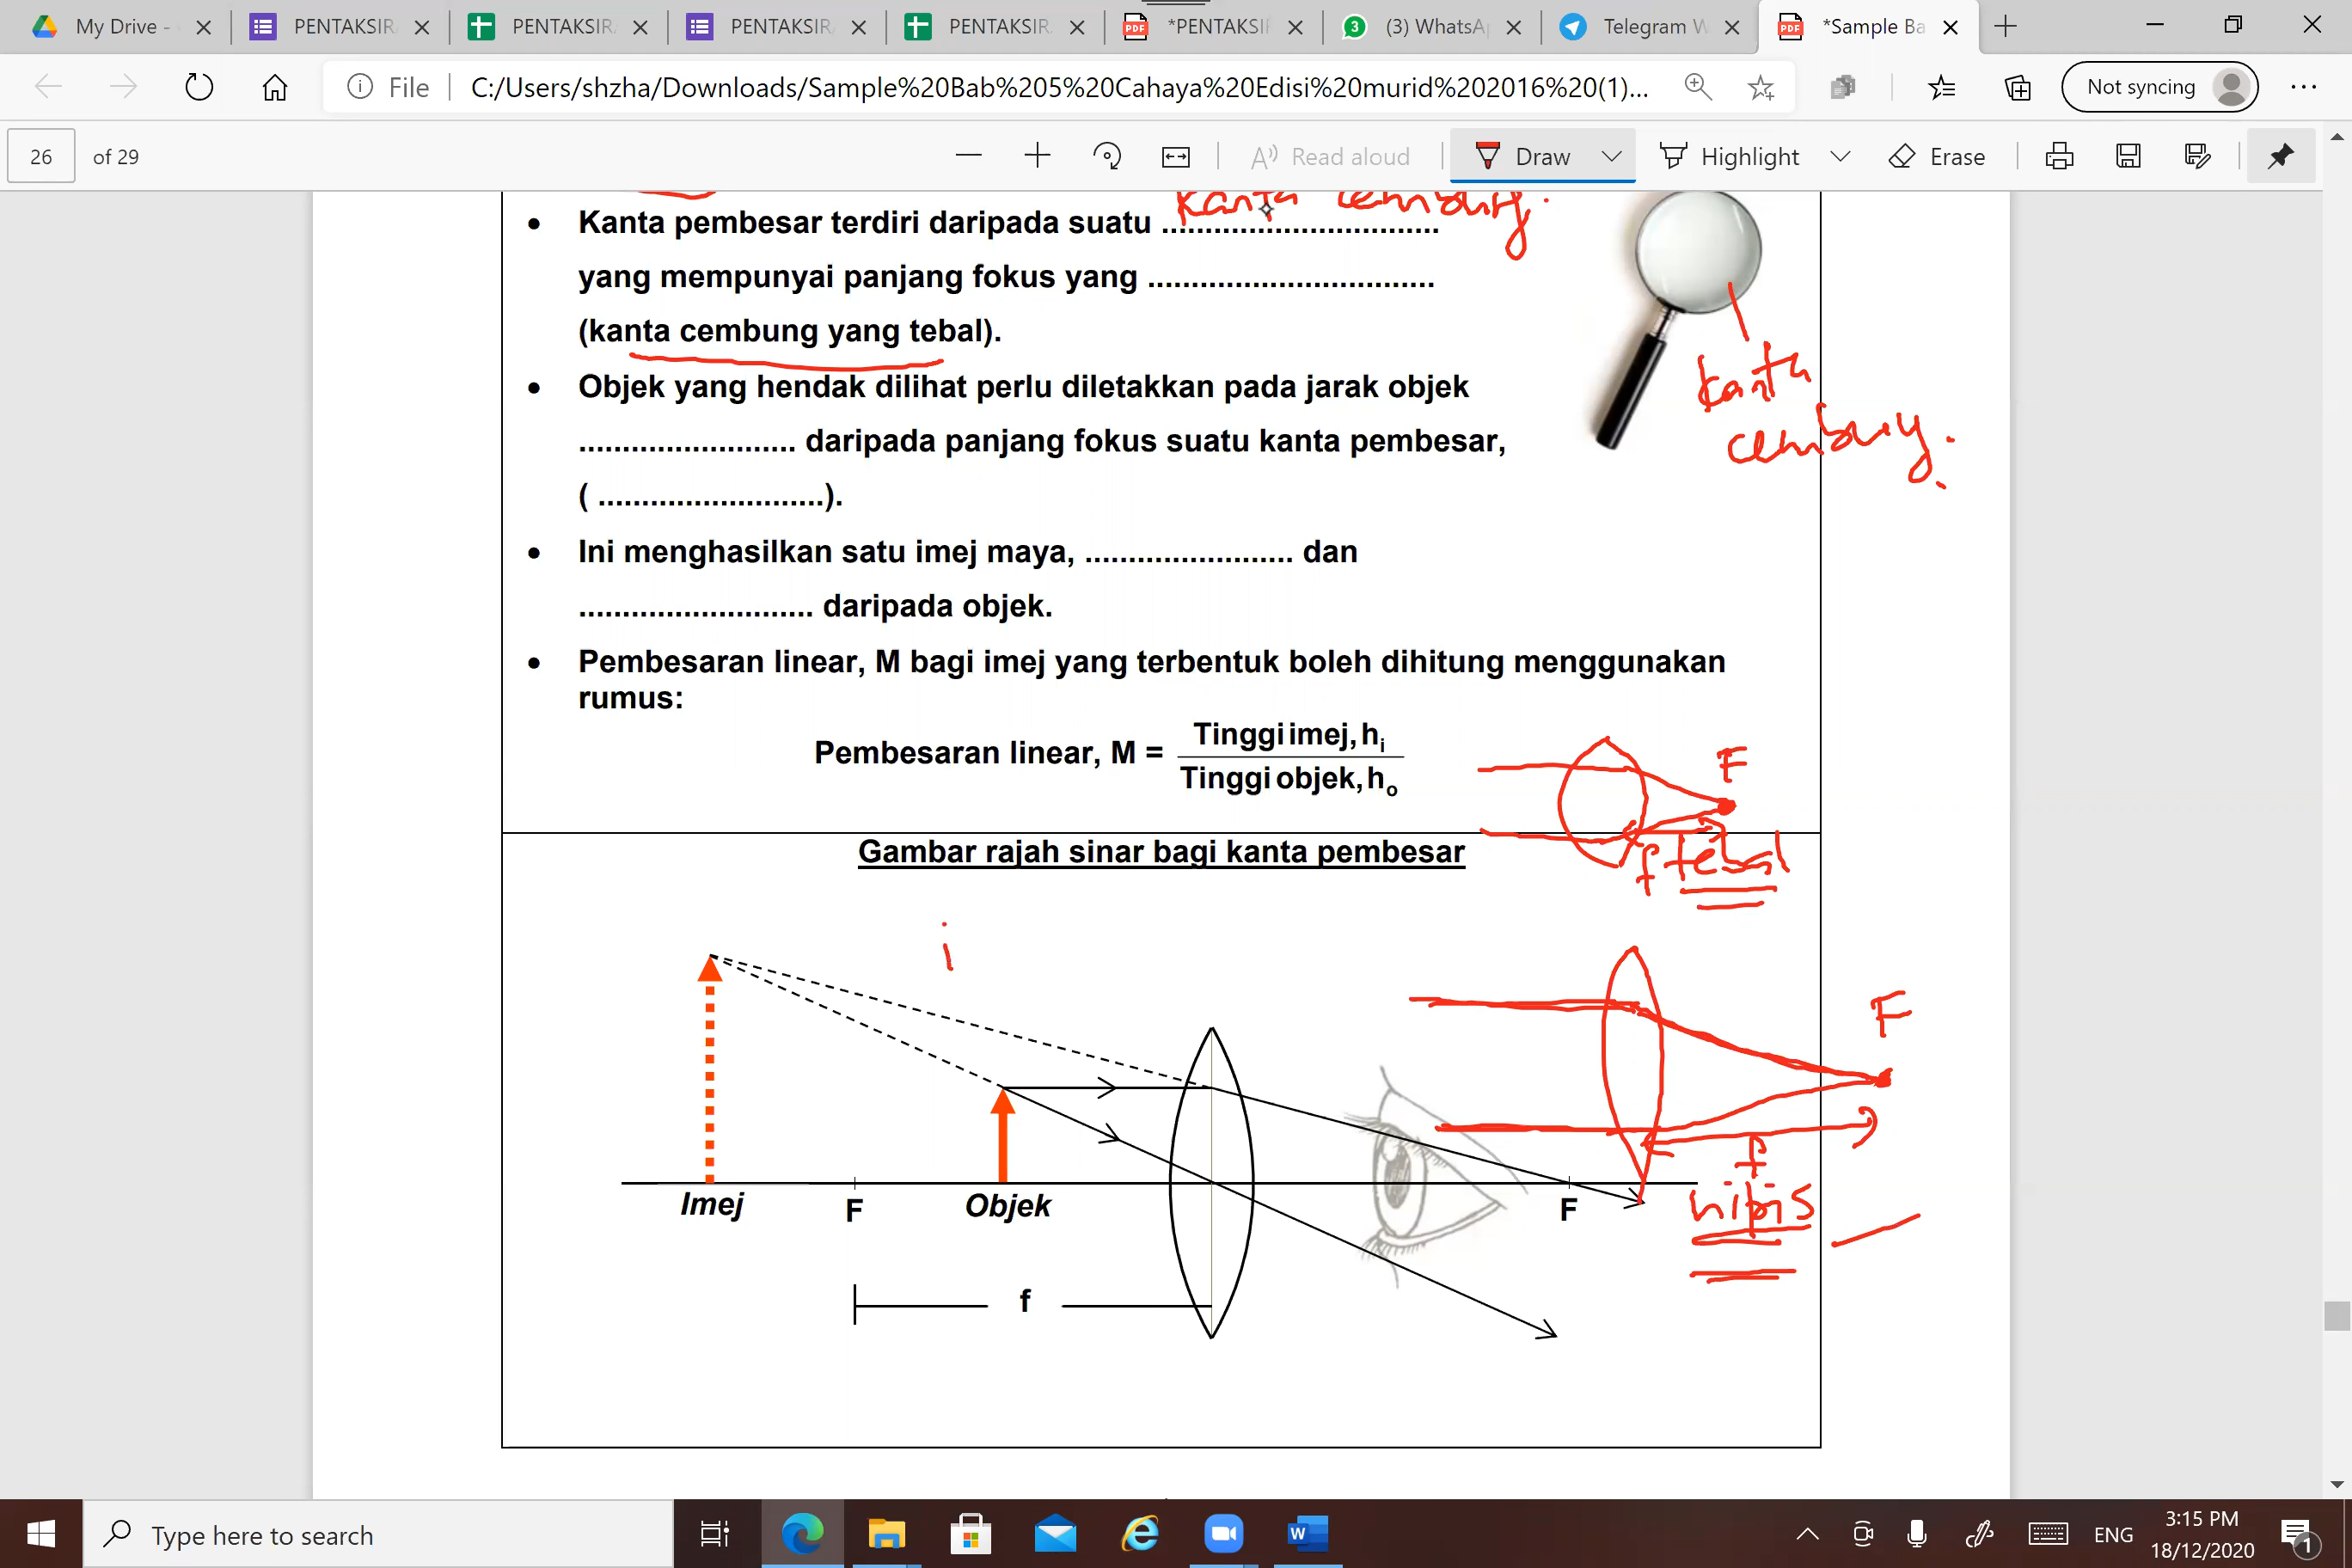 My Drive -
PENTAKSIR
PENTAKSIR
PENTAKSIR
PENTAKSIR
*PENTAKSI
(3) WhatsA
Telegram W
*Sample Ba
File
C:/Users/shzha/Downloads/Sample%20Bab%205%20Cahaya%20Edisi%20murid%202016%20(1)...
Not syncing
26 of 29
Read aloud
Draw
Highlight
Erase
kanta cembung.
• Kanta pembesar terdiri daripada suatu ................................
yang mempunyai panjang fokus yang .................................
(kanta cembung yang tebal).
• Objek yang hendak dilihat perlu diletakkan pada jarak objek
......................... daripada panjang fokus suatu kanta pembesar,
( ..........................).
kanta
cembung.
• Ini menghasilkan satu imej maya, ........................ dan
........................... daripada objek.
• Pembesaran linear, M bagi imej yang terbentuk boleh dihitung menggunakan
rumus:
Pembesaran linear, M = Tinggi imej, hi
Tinggi objek, ho
F
f tebal
Gambar rajah sinar bagi kanta pembesar
i
F
f
nipis
Imej F Objek F
f
Type here to search
ENG
3:15 PM
18/12/2020
1